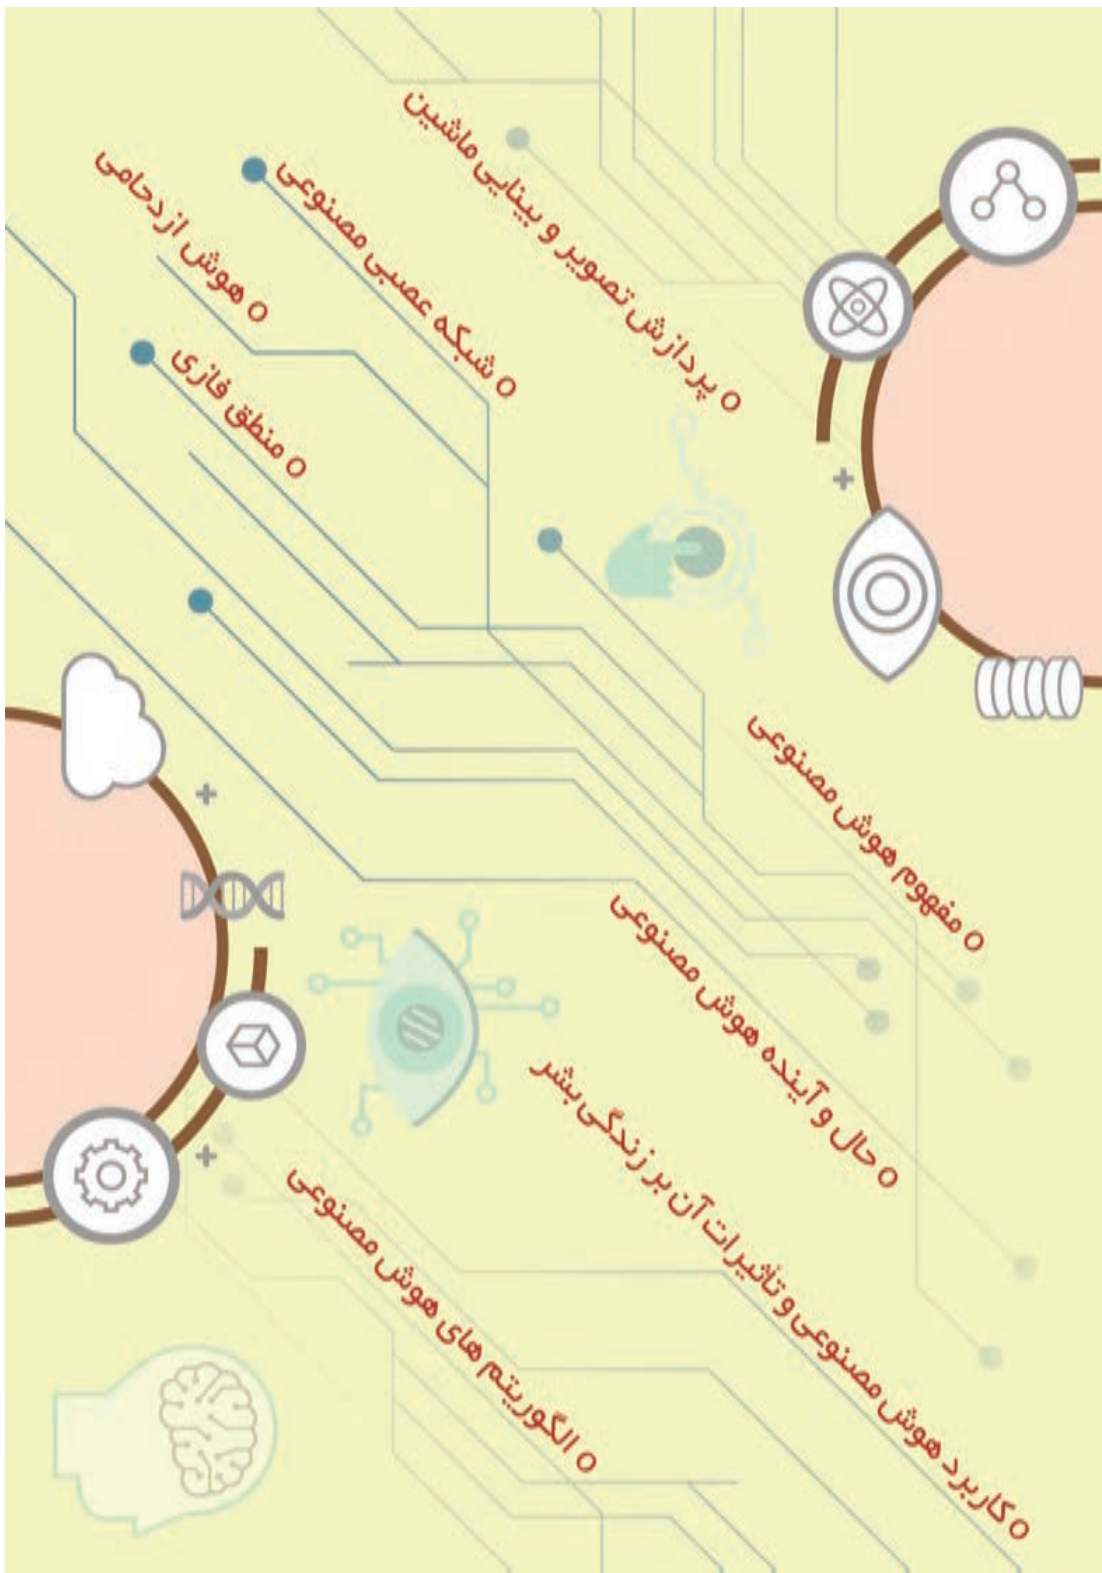 ○ مفهوم هوش مصنوعی
○ حال و آینده هوش مصنوعی
○ کاربرد هوش مصنوعی و تأثیرات آن بر زندگی بشر
○ الگوریتم های هوش مصنوعی
○ پردازش تصویر و بینایی ماشین
○ شبکه عصبی مصنوعی
○ هوش ازدحامی
○ منطق فازی